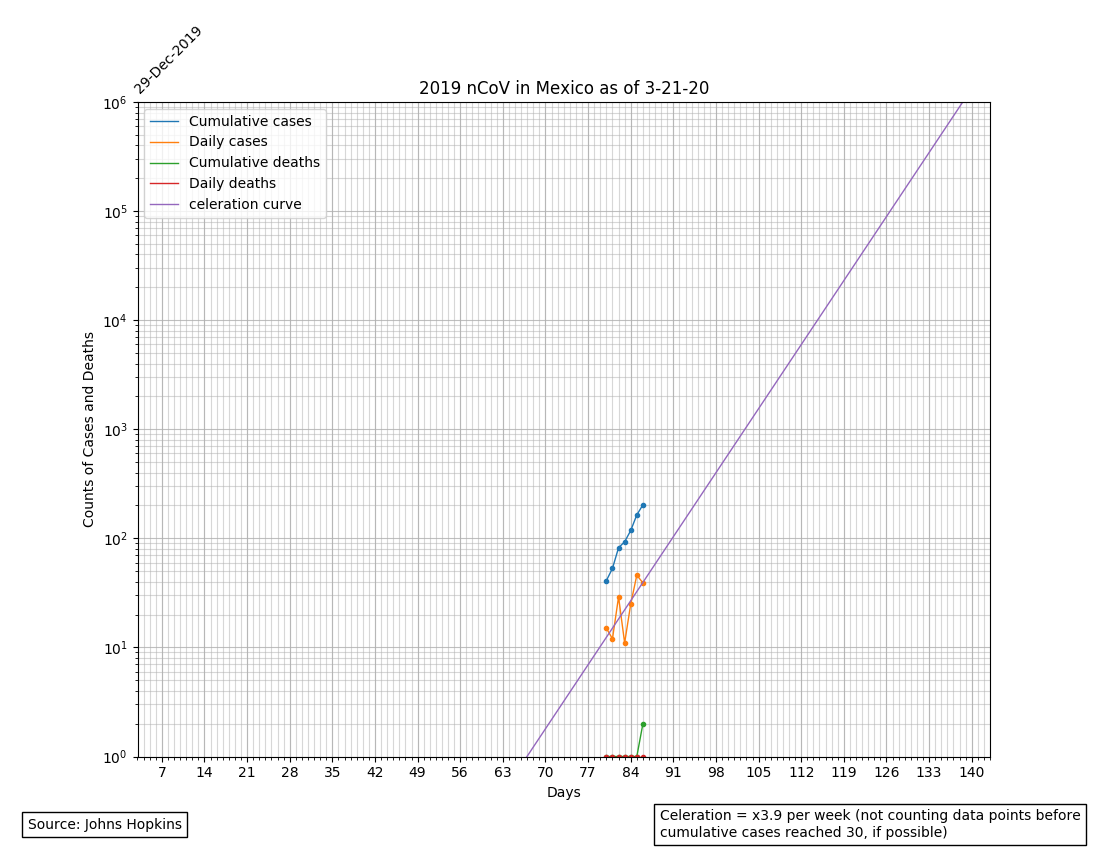 29-Dec-2019
2019 nCoV in Mexico as of 3-21-20
Cumulative cases
Daily cases
Cumulative deaths
Daily deaths
celeration curve
10^6
10^5
10^4
10^3
10^2
10^1
10^0
Counts of Cases and Deaths
7 14 21 28 35 42 49 56 63 70 77 84 91 98 105 112 119 126 133 140
Days
Source: Johns Hopkins
Celeration = x3.9 per week (not counting data points before
cumulative cases reached 30, if possible)